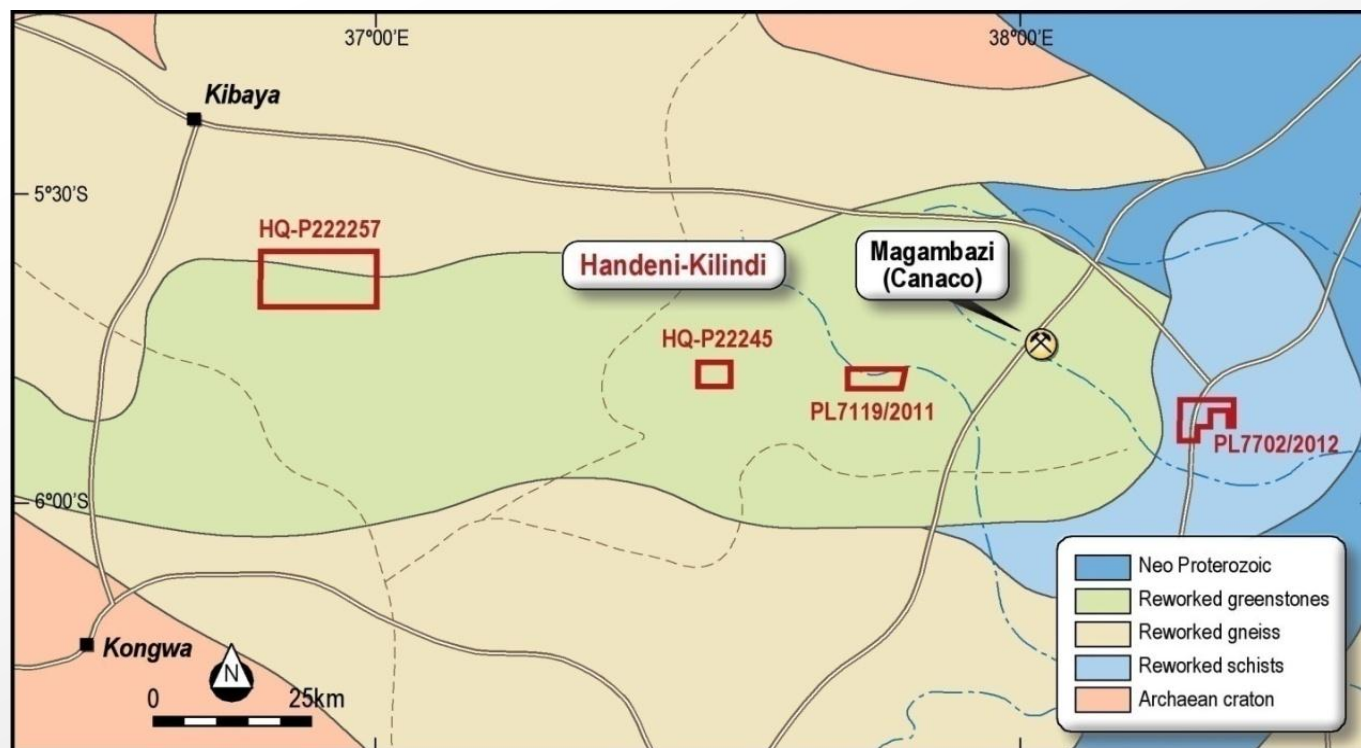 37°00'E
38°00'E
Kibaya
5°30'S
HQ-P222257
Handeni-Kilindi
Magambazi
(Canaco)
HQ-P22245
PL7119/2011
PL7702/2012
6°00'S
Kongwa
N
0 25km
Neo Proterozoic
Reworked greenstones
Reworked gneiss
Reworked schists
Archaean craton